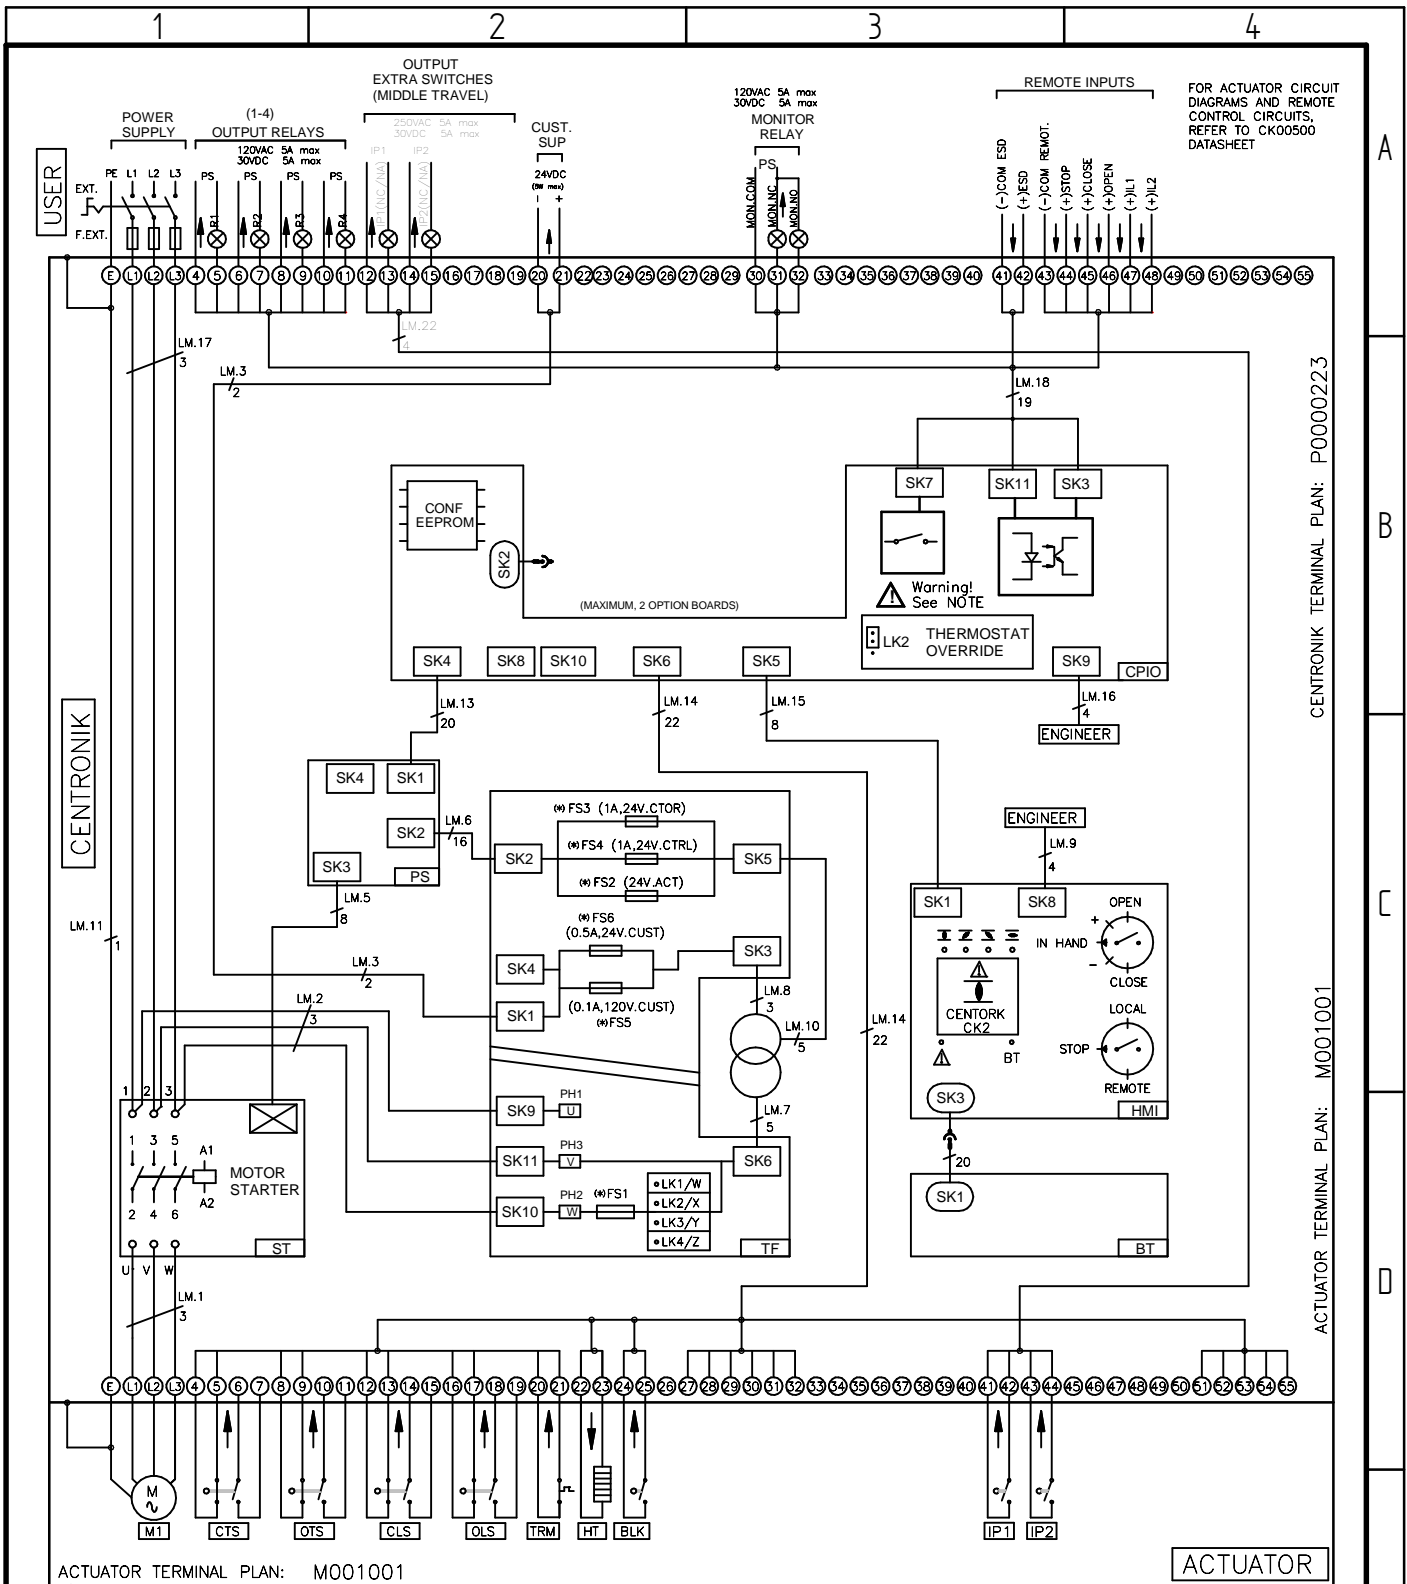 1 2 3 4
OUTPUT
EXTRA SWITCHES
(MIDDLE TRAVEL)
POWER
SUPPLY
(1-4)
OUTPUT RELAYS
120VAC 5A max
30VDC 5A max
250VAC 5A max
30VDC 5A max
CUST.
SUP
24VDC
(5W max)
- +
120VAC 5A max
30VDC 5A max
MONITOR
RELAY
PS
REMOTE INPUTS
FOR ACTUATOR CIRCUIT
DIAGRAMS AND REMOTE
CONTROL CIRCUITS,
REFER TO CK00500
DATASHEET
A
USER
PE L1 L2 L3
EXT.
F.EXT.
PS PS PS PS
R1 R2 R3 R4
IP1 IP2
IP1(NC/NA)
IP2(NC/NA)
MON.COM
MON.NC
MON.NO
(-)COM ESD
(+)ESD
(-)COM REMOT.
(+)STOP
(+)CLOSE
(+)OPEN
(+)IL1
(+)IL2
E L1 L2 L3 4 5 6 7 8 9 10 11 12 13 14 15 16 17 18 19 20 21 22 23 24 25 26 27 28 29 30 31 32 33 34 35 36 37 38 39 40 41 42 43 44 45 46 47 48 49 50 51 52 53 54 55
LM.22
4
LM.17
3
LM.3
2
LM.18
19
CENTRONIK TERMINAL PLAN: P0000223
B
CONF
EEPROM
SK2
SK7 SK11 SK3
Warning!
See NOTE
(MAXIMUM, 2 OPTION BOARDS)
LK2
THERMOSTAT
OVERRIDE
SK4 SK8 SK10 SK6 SK5 SK9
CPIO
LM.13
20
LM.14
22
LM.15
8
LM.16
4
ENGINEER
CENTRONIK
C
SK4 SK1
SK2
SK3
PS
LM.6
16
LM.5
8
(*)FS3 (1A,24V.CTOR)
(*)FS4 (1A,24V.CTRL)
SK2 SK5
(*)FS2 (24V.ACT)
(*)FS6
(0.5A,24V.CUST)
SK3
SK4
SK1
(0.1A,120V.CUST)
(*)FS5
LM.11
1
LM.3
2
LM.2
3
LM.8
3
LM.10
5
LM.14
22
ENGINEER
LM.9
4
SK1 SK8
OPEN
+
IN HAND
-
CLOSE
CENTORK
CK2
BT
LOCAL
STOP
REMOTE
SK3
HMI
20
SK1
BT
ACTUATOR TERMINAL PLAN: M001001
D
1 2 3
1 3 5
A1
A2
MOTOR
STARTER
2 4 6
ST
U V W
SK9
PH1
U
SK11
PH3
V
SK10
PH2
W
(*)FS1
LK1/W
LK2/X
LK3/Y
LK4/Z
LM.7
5
SK6
TF
LM.1
3
E L1 L2 L3 4 5 6 7 8 9 10 11 12 13 14 15 16 17 18 19 20 21 22 23 24 25 26 27 28 29 30 31 32 33 34 35 36 37 38 39 40 41 42 43 44 45 46 47 48 49 50 51 52 53 54 55
M
M1 CTS OTS CLS OLS TRM HT BLK IP1 IP2
ACTUATOR TERMINAL PLAN: M001001
ACTUATOR